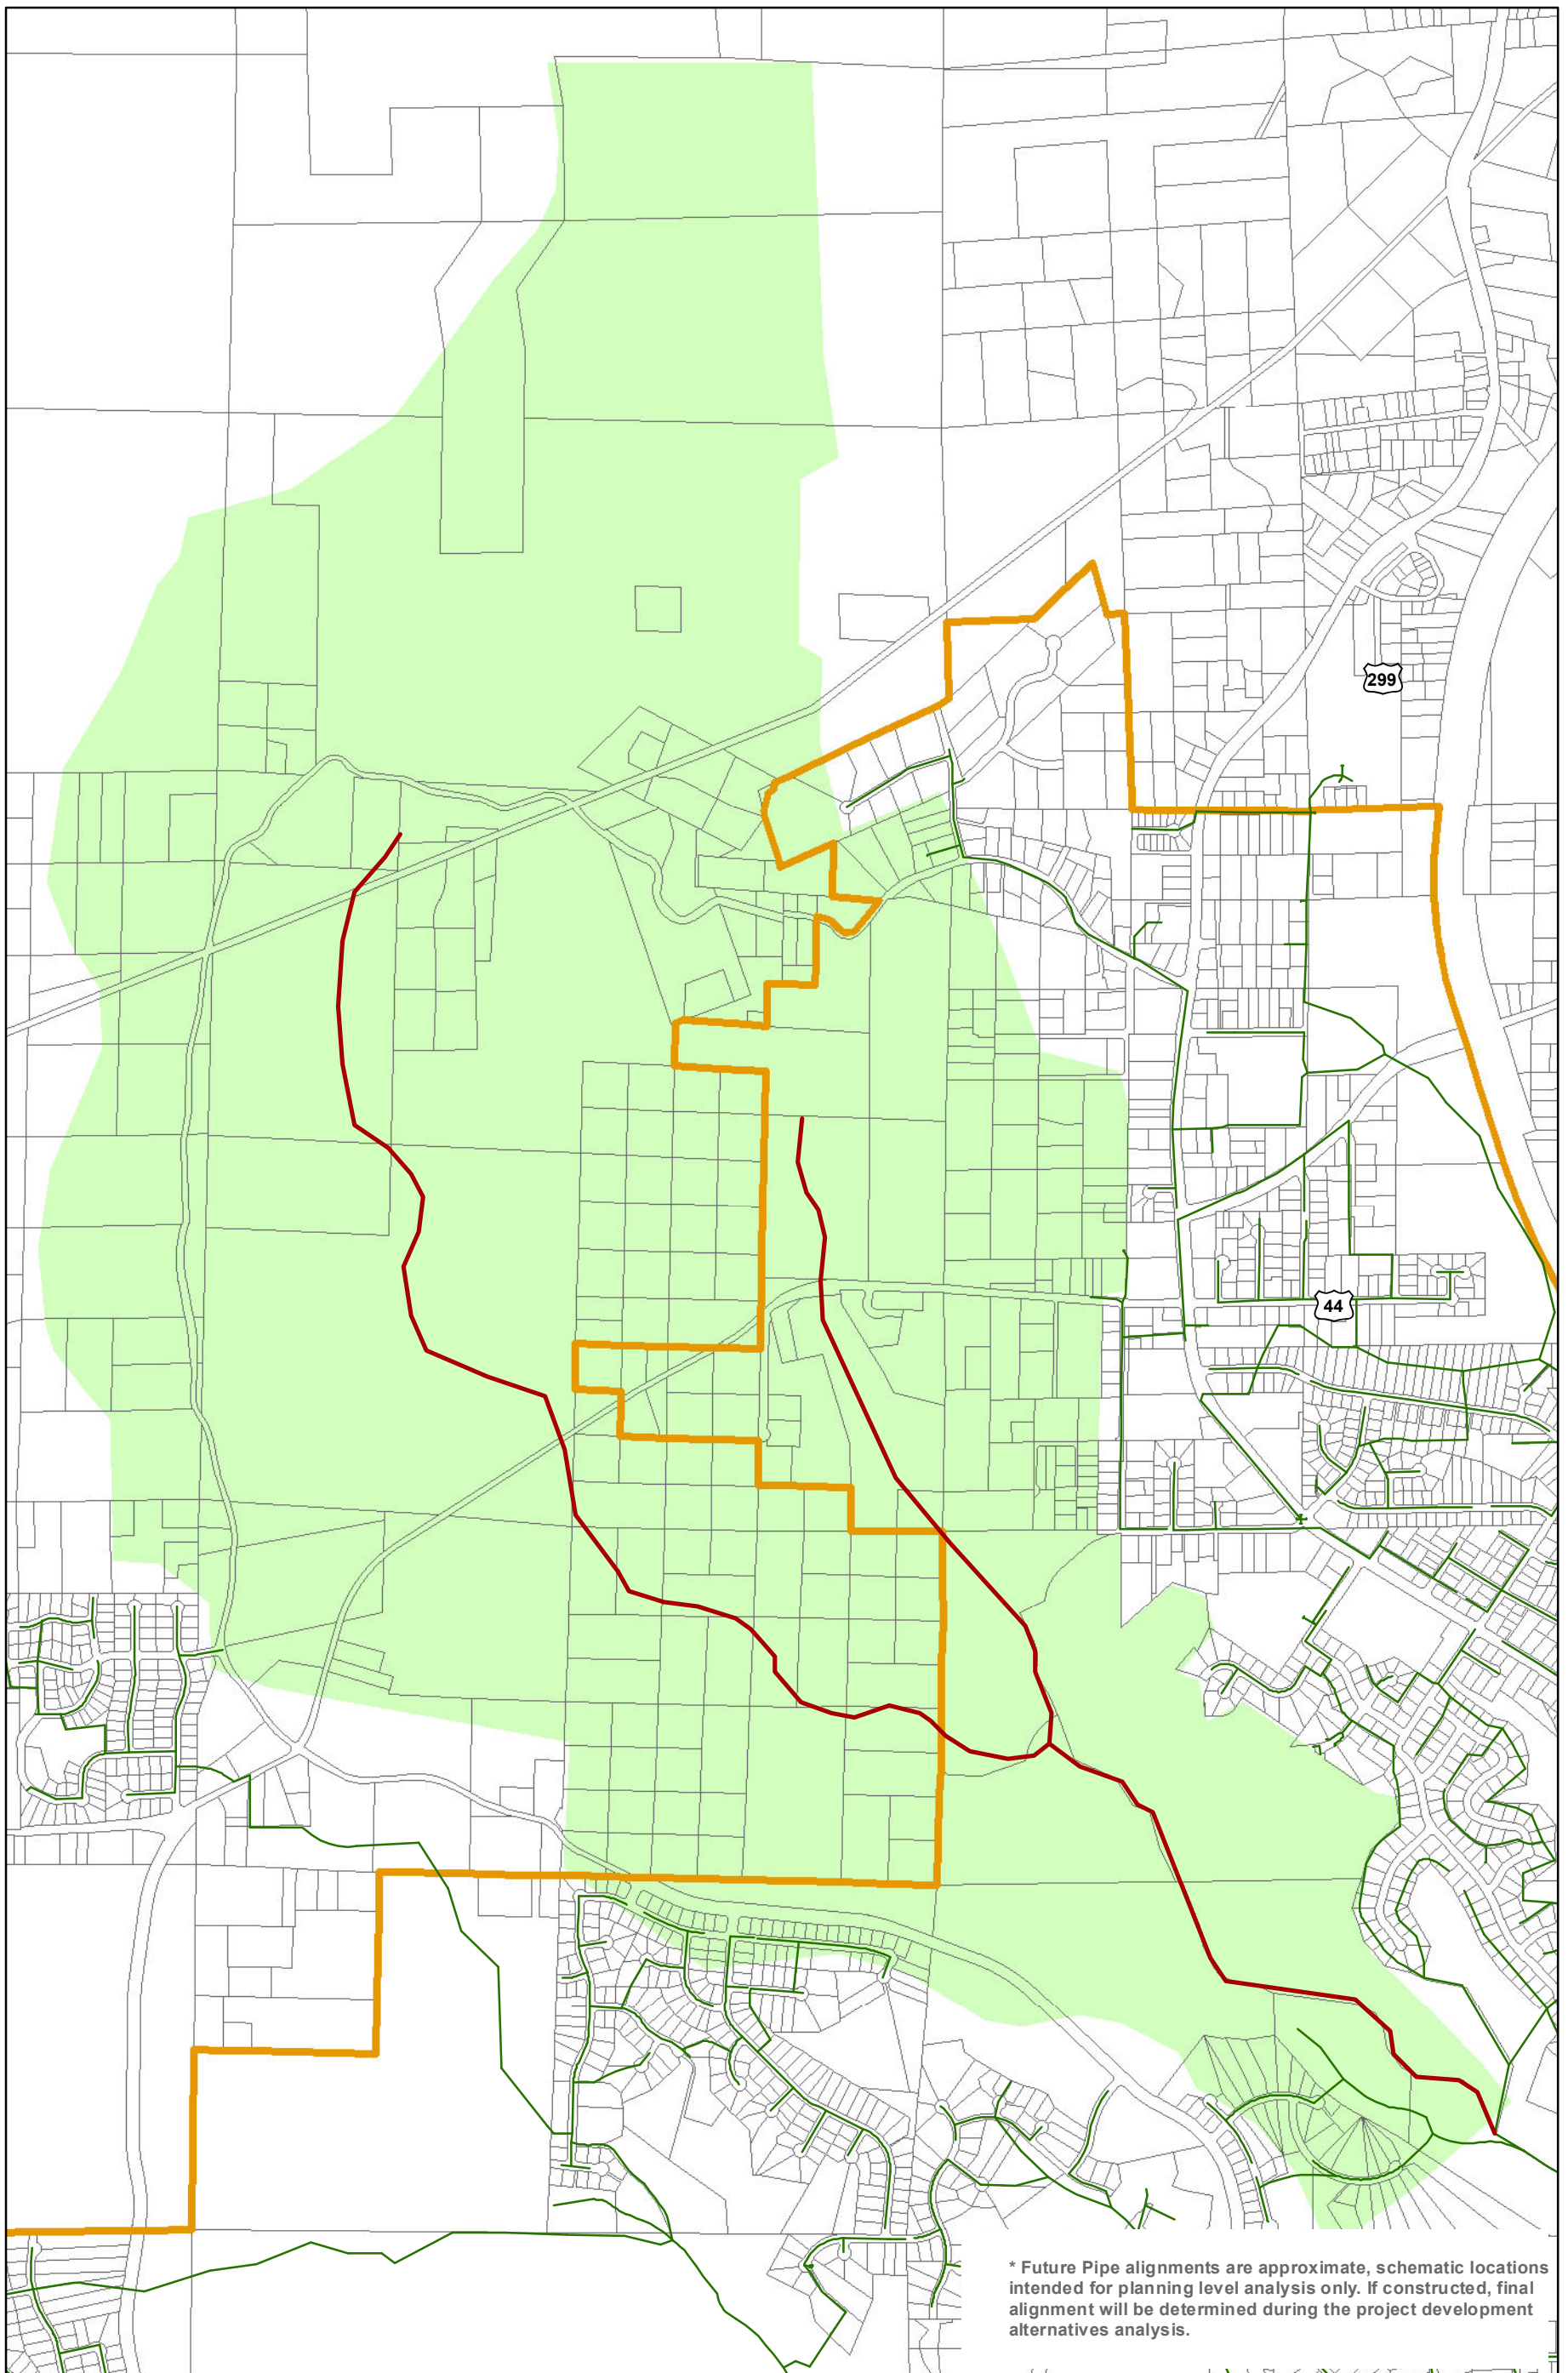 299
44
* Future Pipe alignments are approximate, schematic locations
intended for planning level analysis only. If constructed, final
alignment will be determined during the project development
alternatives analysis.